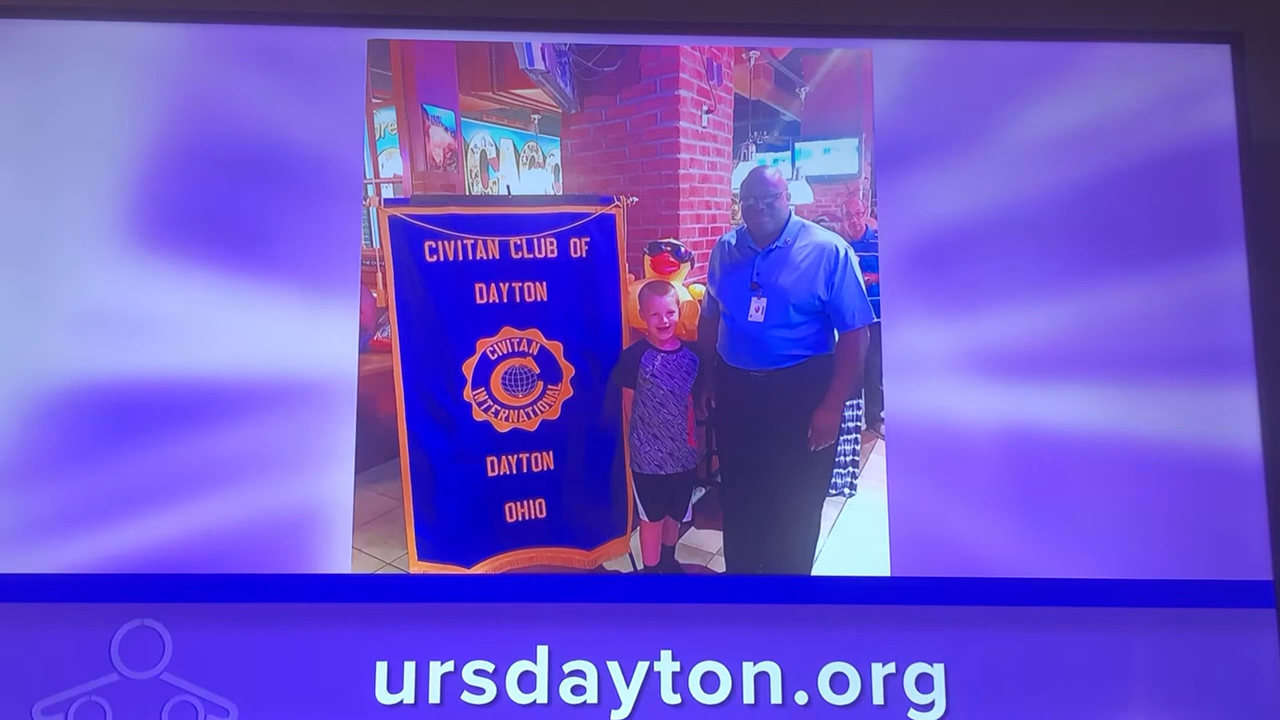 CIVITAN CLUB OF
DAYTON
CIVITAN
INTERNATIONAL
DAYTON
OHIO
ursdayton.org